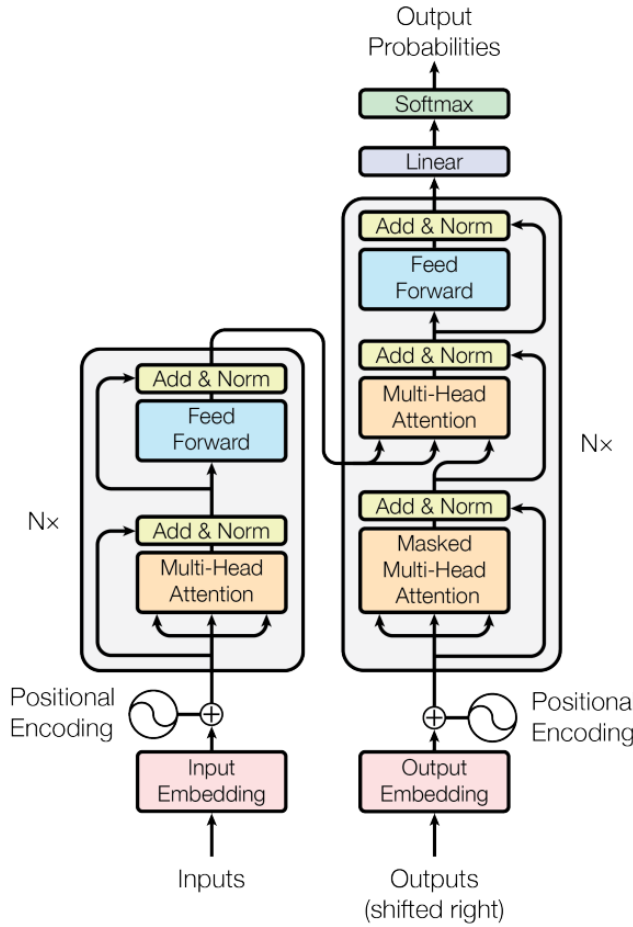 Output
Probabilities
Softmax
Linear
Add & Norm
Feed
Forward
Add & Norm
Multi-Head
Attention
Add & Norm
Masked
Multi-Head
Attention
N×
Add & Norm
Feed
Forward
Add & Norm
Multi-Head
Attention
N×
Positional
Encoding
Positional
Encoding
Input
Embedding
Output
Embedding
Inputs
Outputs
(shifted right)